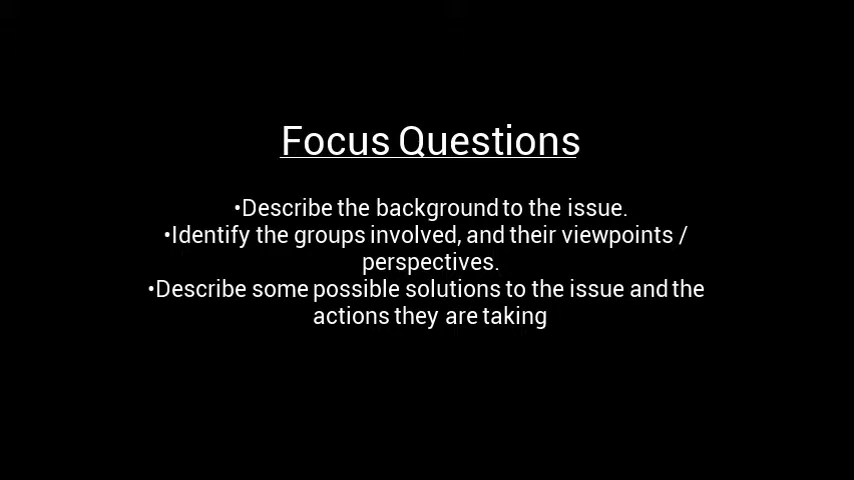 Focus Questions
•Describe the background to the issue.
•Identify the groups involved, and their viewpoints /
perspectives.
•Describe some possible solutions to the issue and the
actions they are taking